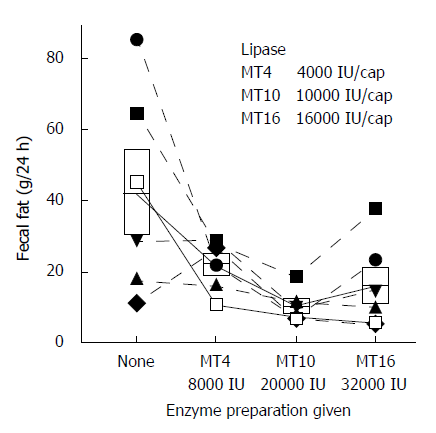 80
60
40
20
0
Fecal fat (g/24 h)
Lipase
MT4 4000 IU/cap
MT10 10000 IU/cap
MT16 16000 IU/cap
None MT4 MT10 MT16
8000 IU 20000 IU 32000 IU
Enzyme preparation given